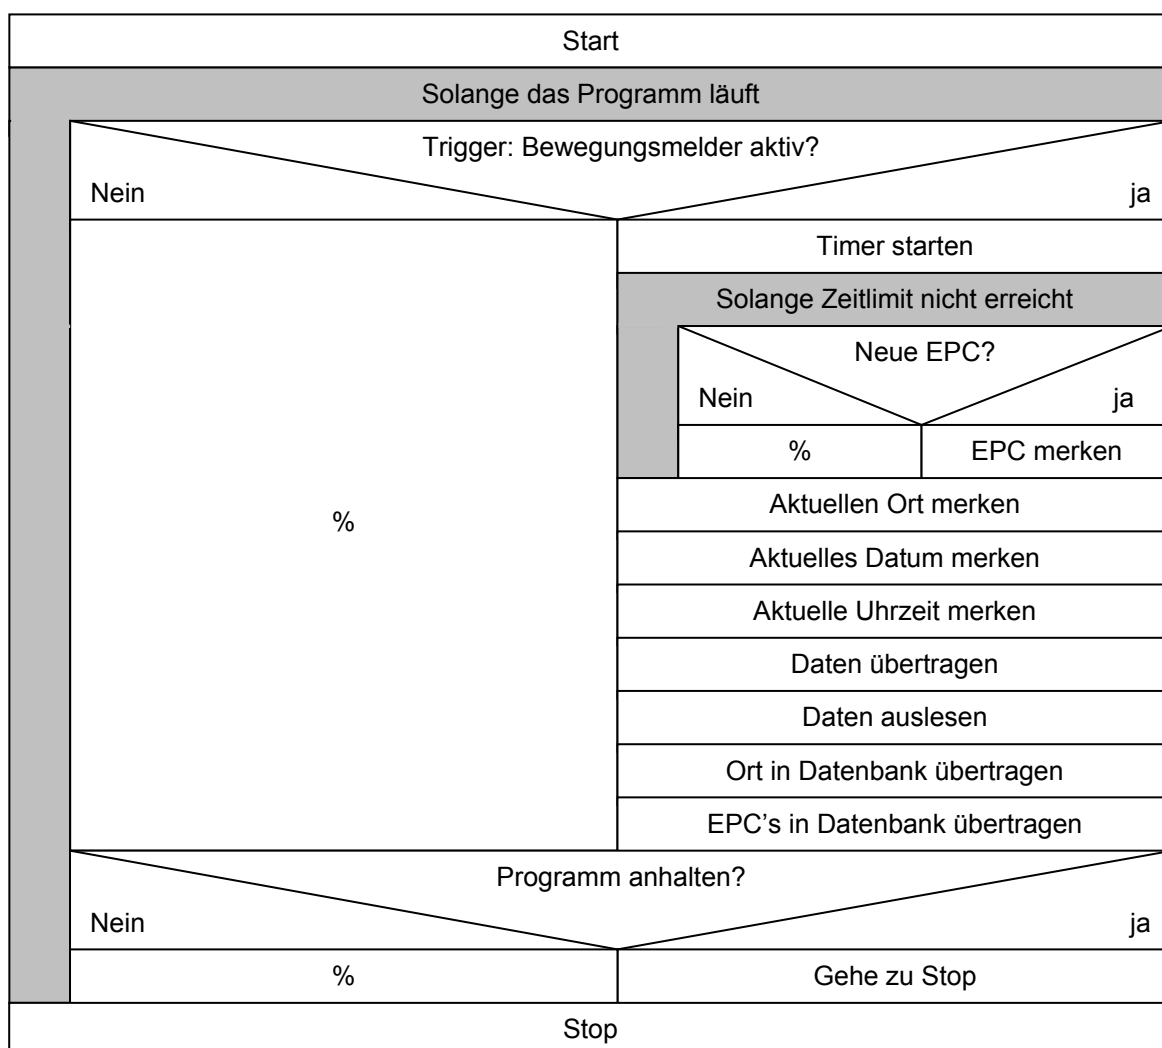 Start
Solange das Programm läuft
Trigger: Bewegungsmelder aktiv?
Nein
ja
Timer starten
Solange Zeitlimit nicht erreicht
Neue EPC?
Nein
ja
%
EPC merken
%
Aktuellen Ort merken
Aktuelles Datum merken
Aktuelle Uhrzeit merken
Daten übertragen
Daten auslesen
Ort in Datenbank übertragen
EPC’s in Datenbank übertragen
Programm anhalten?
Nein
ja
%
Gehe zu Stop
Stop